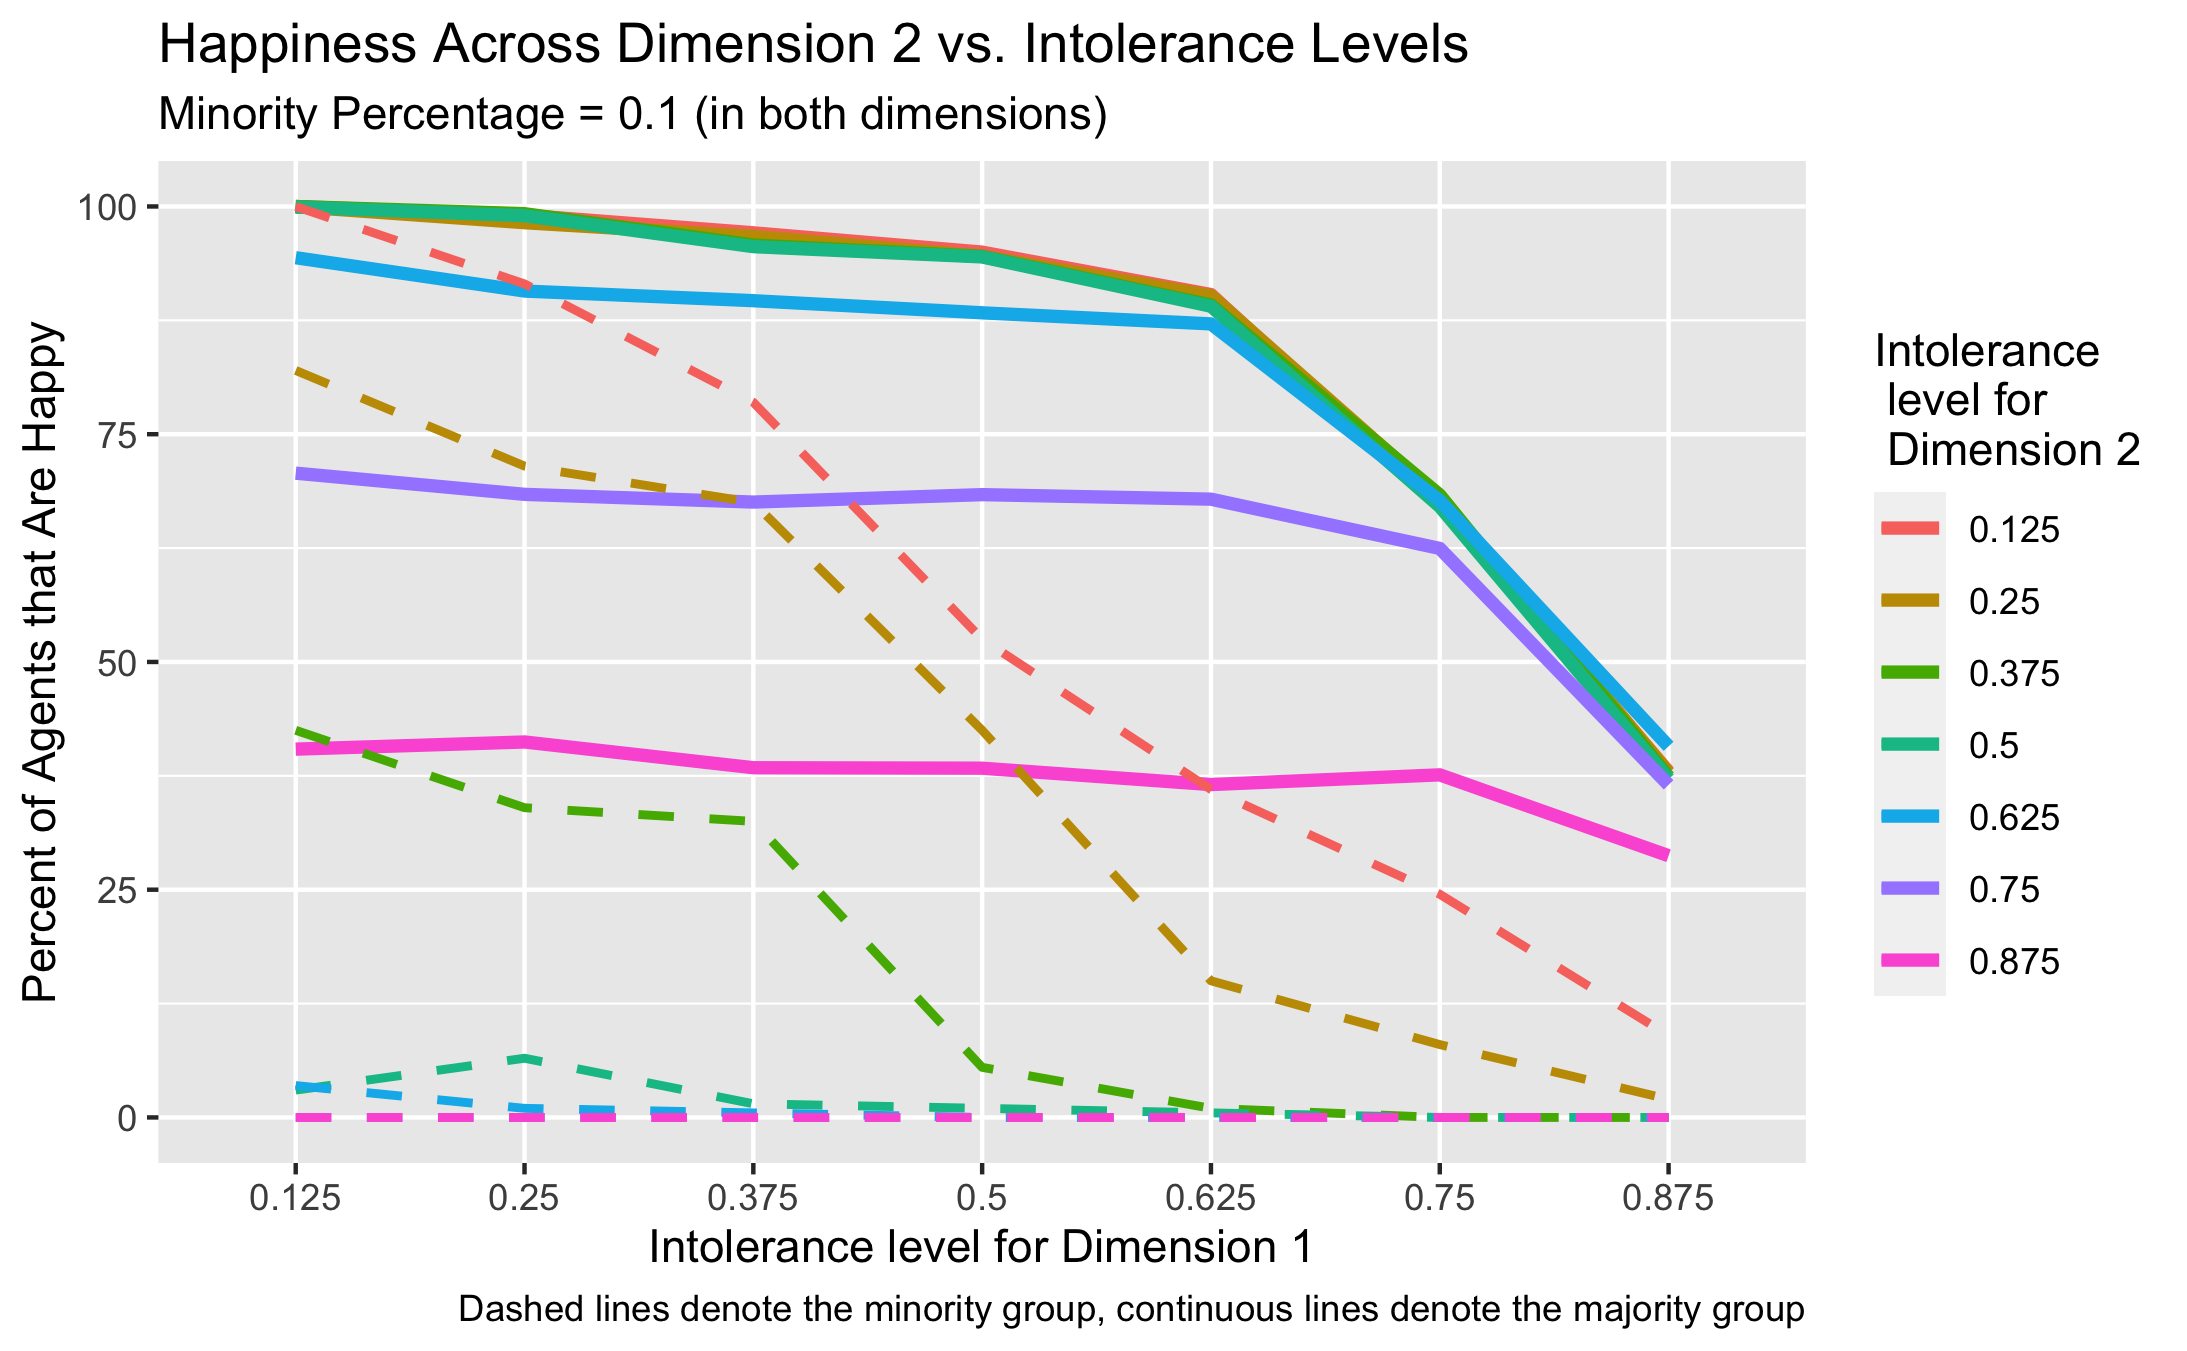 Happiness Across Dimension 2 vs. Intolerance Levels
Minority Percentage = 0.1 (in both dimensions)
Percent of Agents that Are Happy
100
75
50
25
0
0.125 0.25 0.375 0.5 0.625 0.75 0.875
Intolerance level for Dimension 1
Dashed lines denote the minority group, continuous lines denote the majority group
Intolerance
level for
Dimension 2
0.125
0.25
0.375
0.5
0.625
0.75
0.875